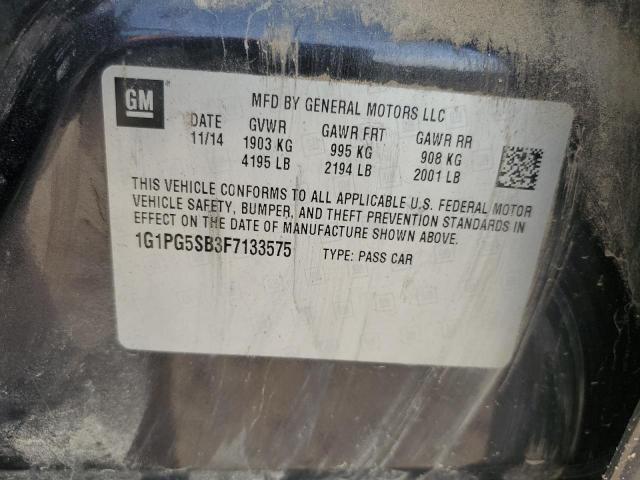 GM
MFD BY GENERAL MOTORS LLC
DATE GVWR GAWR FRT GAWR RR
11/14 1903 KG 995 KG 908 KG
4195 LB 2194 LB 2001 LB
THIS VEHICLE CONFORMS TO ALL APPLICABLE U.S. FEDERAL MOTOR
VEHICLE SAFETY, BUMPER, AND THEFT PREVENTION STANDARDS IN
EFFECT ON THE DATE OF MANUFACTURE SHOWN ABOVE.
1G1PG5SB3F7133575 TYPE: PASS CAR